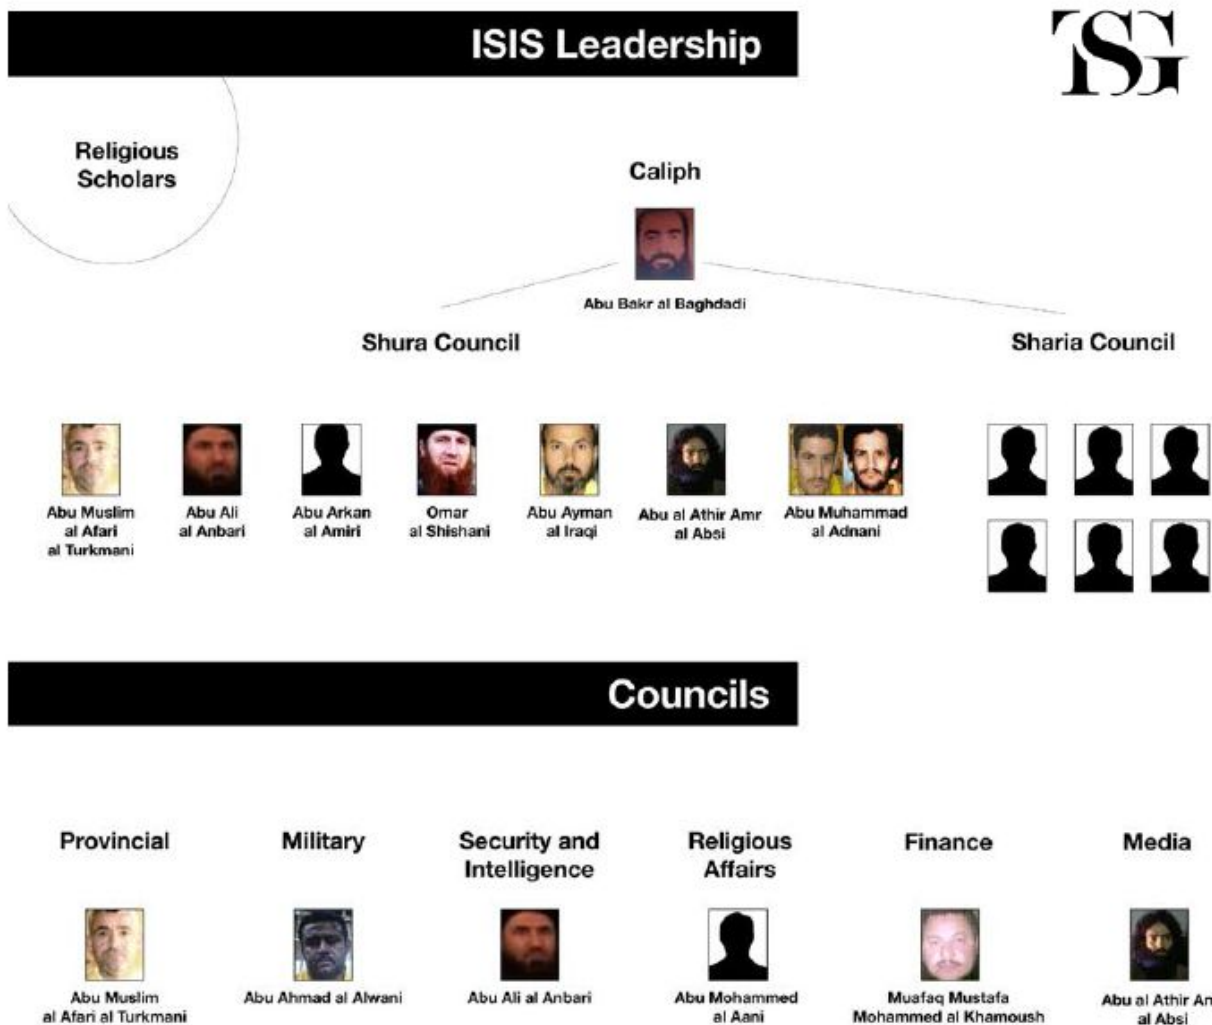 ISIS Leadership
TSG
Religious
Scholars
Caliph
Abu Bakr al Baghdadi
Shura Council
Sharia Council
Abu Muslim
al Afari
al Turkmani
Abu Ali
al Anbari
Abu Arkan
al Amiri
Omar
al Shishani
Abu Ayman
al Iraqi
Abu al Athir Amr
al Absi
Abu Muhammad
al Adnani
Councils
Provincial
Abu Muslim
al Afari al Turkmani
Military
Abu Ahmad al Alwani
Security and
Intelligence
Abu Ali al Anbari
Religious
Affairs
Abu Mohammed
al Aani
Finance
Muafaq Mustafa
Mohammed al Khamoush
Media
Abu al Athir
al Absi